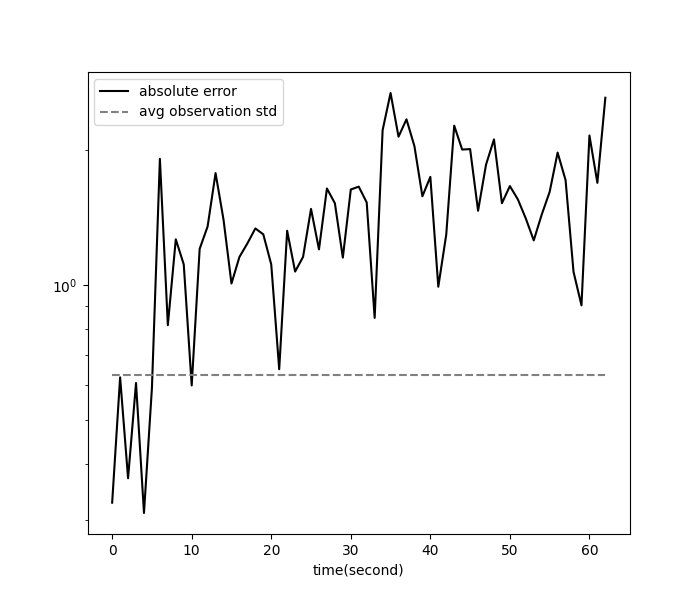 absolute error
avg observation std
10⁰
0 10 20 30 40 50 60
time(second)